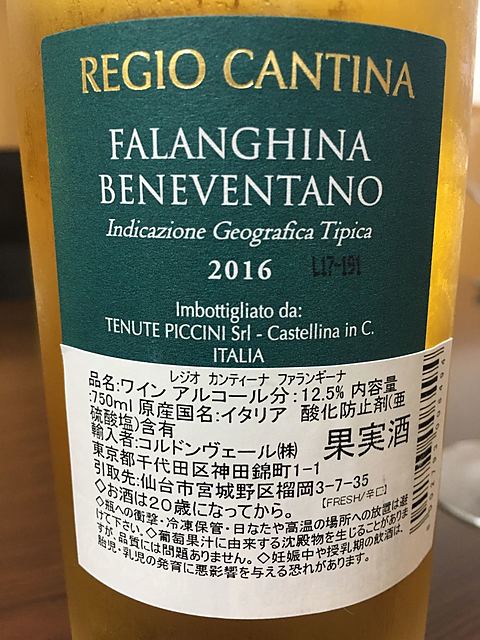 REGIO CANTINA
FALANGHINA
BENEVENTANO
Indicazione Geografica Tipica
2016 L17-191
Imbottigliato da:
TENUTE PICCINI Srl - Castellina in C.
ITALIA
レジオ カンティーナ ファランギーナ
品名:ワイン アルコール分:12.5% 内容量
:750ml 原産国名:イタリア 酸化防止剤(亜
硫酸塩)含有
輸入者:コルドンヴェール(株) 果実酒
東京都千代田区神田錦町1-1
引取先:仙台市宮城野区榴岡3-7-35
◇お酒は20歳になってから。 【FRESH/辛口】
◇瓶への衝撃・冷凍保管・日なたや高温の場所への放置は避
けて下さい。◇葡萄果汁に由来する沈殿物を生じることがありま
すが、品質には問題ありません。◇妊娠中や授乳期の飲酒は、
胎児・乳児の発育に悪影響を与える恐れがあります。